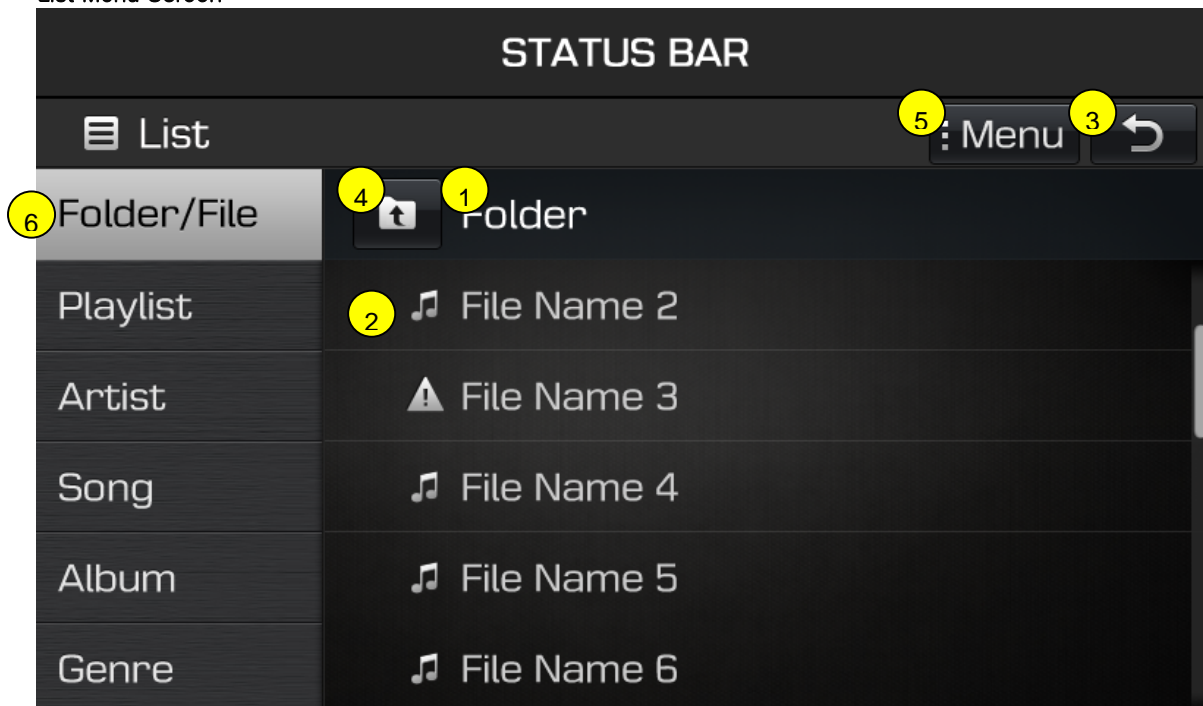 List Menu Screen
STATUS BAR
List
5 : Menu 3
6 Folder/File
4 1 Folder
Playlist
2 File Name 2
Artist
File Name 3
Song
File Name 4
Album
File Name 5
Genre
File Name 6